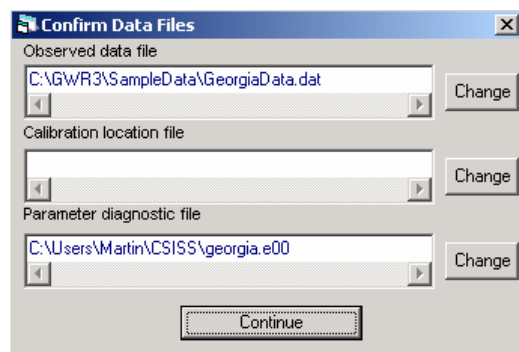 Confirm Data Files
Observed data file
C:\GWR3\SampleData\GeorgiaData.dat
Change
Calibration location file
Change
Parameter diagnostic file
C:\Users\Martin\CSISS\georgia.e00
Change
Continue